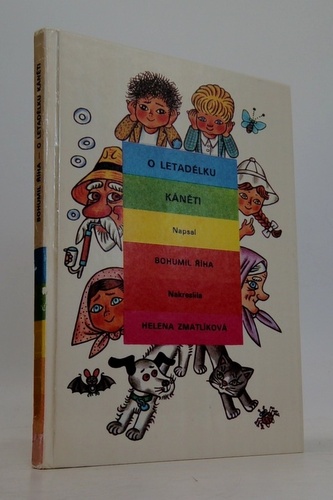 BOHUMIL ŘÍHA – O LETADÉLKU KÁNĚTI
O LETADÉLKU
KÁNĚTI
Napsal
BOHUMIL ŘÍHA
Nakreslila
HELENA ZMATLÍKOVÁ